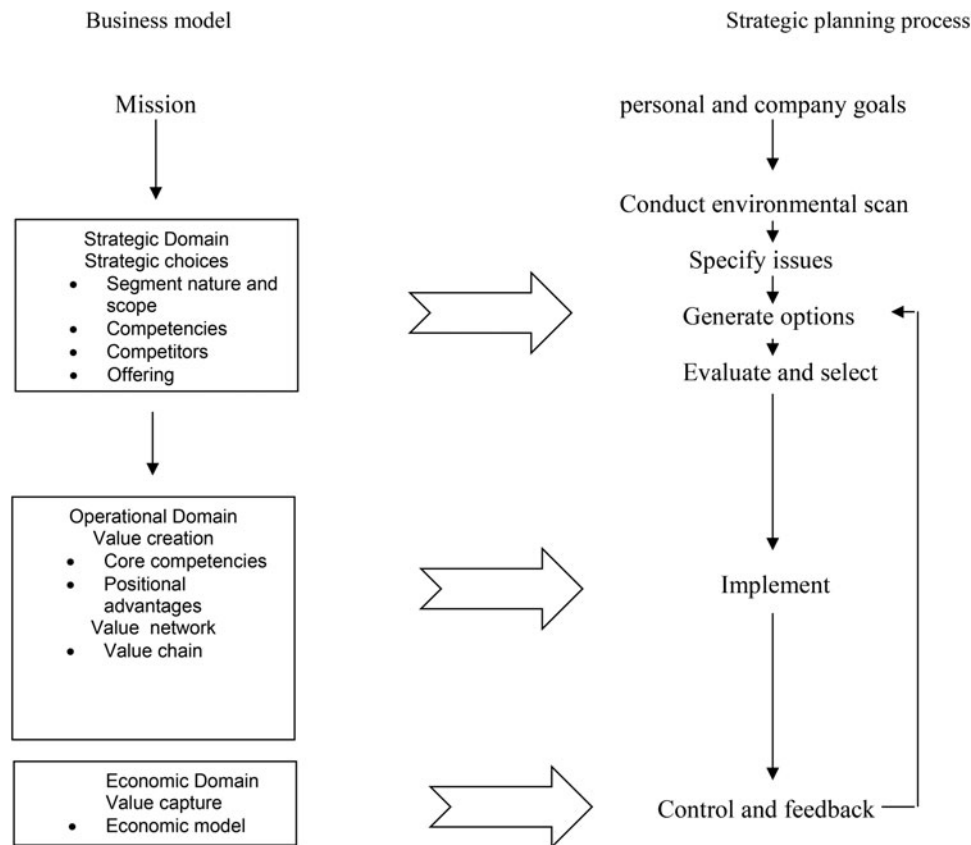 Business model
Strategic planning process
Mission
personal and company goals
Conduct environmental scan
Strategic Domain
Strategic choices
• Segment nature and
scope
• Competencies
• Competitors
• Offering
Specify issues
Generate options
Evaluate and select
Operational Domain
Value creation
• Core competencies
• Positional
advantages
Value network
• Value chain
Implement
Economic Domain
Value capture
• Economic model
Control and feedback